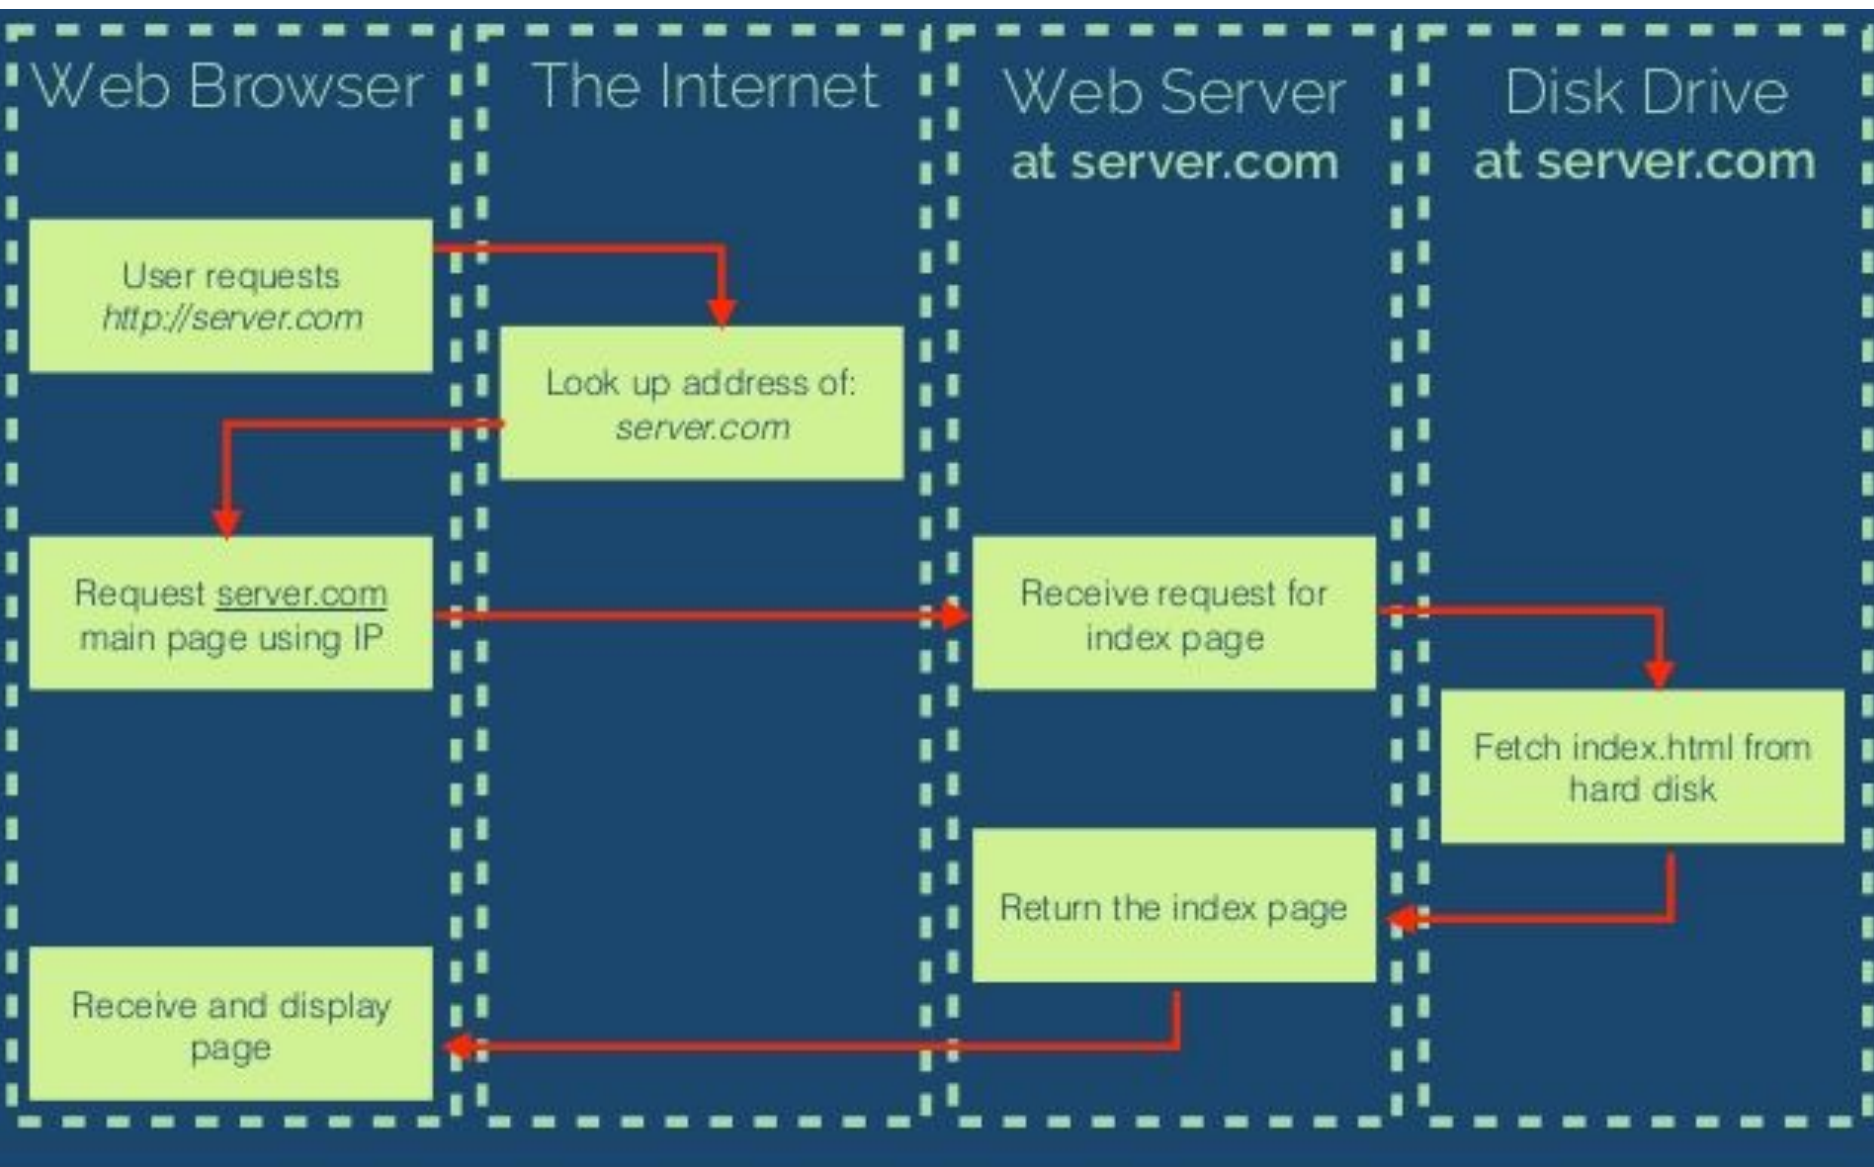 Web Browser
The Internet
Web Server
at server.com
Disk Drive
at server.com
User requests
http://server.com
Look up address of:
server.com
Request server.com
main page using IP
Receive request for
index page
Fetch index.html from
hard disk
Return the index page
Receive and display
page